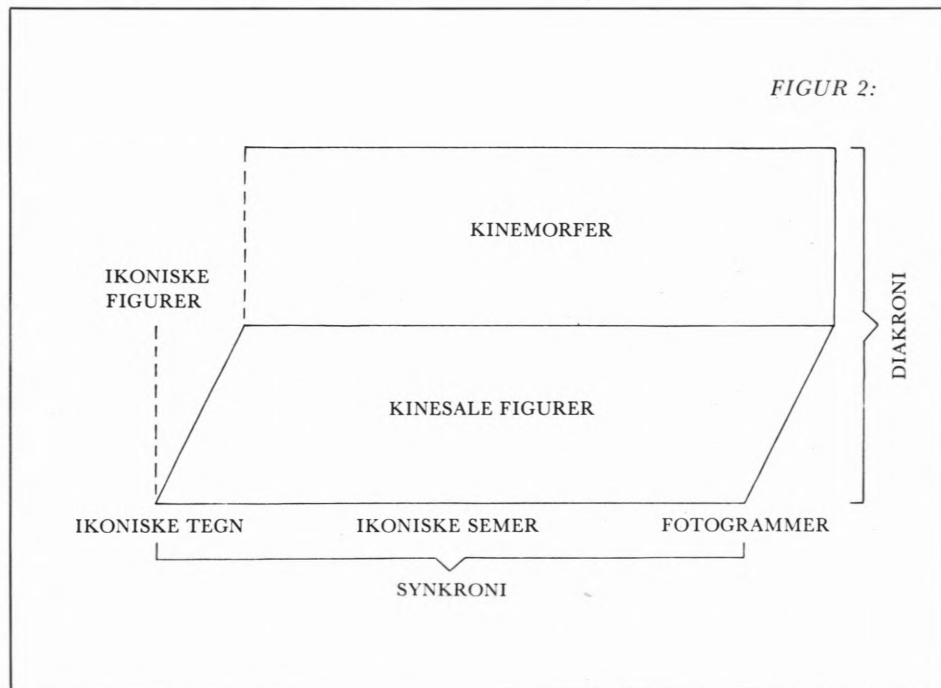 FIGUR 2:
KINEMORFER
IKONISKE
FIGURER
DIAKRONI
KINESALE FIGURER
IKONISKE TEGN
IKONISKE SEMER
FOTOGRAMMER
SYNKRONI